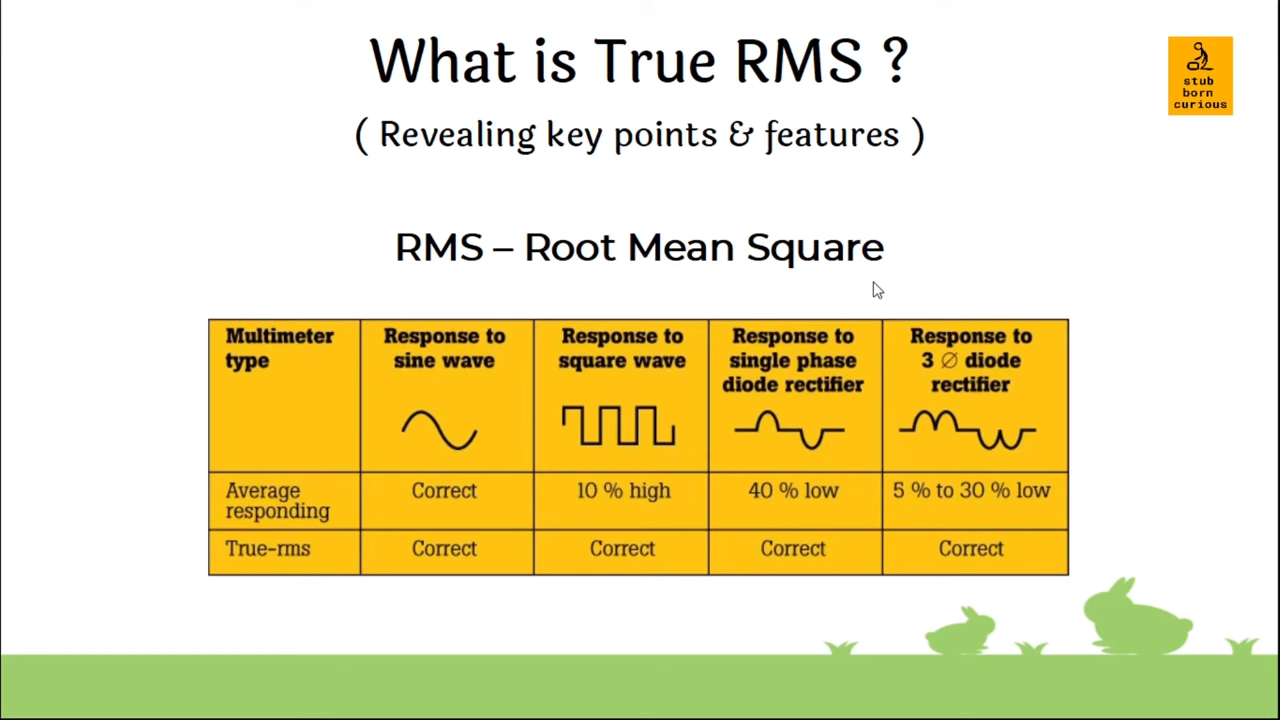 What is True RMS ?
( Revealing key points & features )
stub
born
curious
RMS – Root Mean Square
Multimeter
type
Response to
sine wave
Response to
square wave
Response to
single phase
diode rectifier
Response to
3 ∅ diode
rectifier
Average
responding
Correct
10 % high
40 % low
5 % to 30 % low
True-rms
Correct
Correct
Correct
Correct